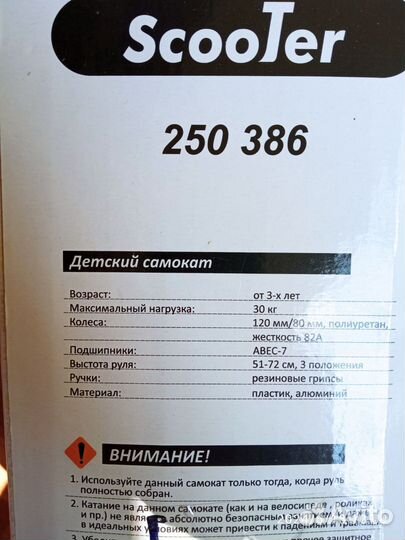 Scooter
250 386
Детский самокат
Возраст: от 3-х лет
Максимальный нагрузка: 30 кг
Колеса: 120 мм/80 мм, полиуретан,
жесткость 82А
Подшипники: ABEC-7
Выстота руля: 51-72 см, 3 положения
Ручки: резиновые грипсы
Материал: пластик, алюминий
ВНИМАНИЕ!
1. Используйте данный самокат только тогда, когда руль
полностью собран.
2. Катание на данном самокате (как и на велосипеде, роликах
и пр.) не является абсолютно безопасным
в идеальных условиях может привести к падениям и травмам.
защитное
Avito